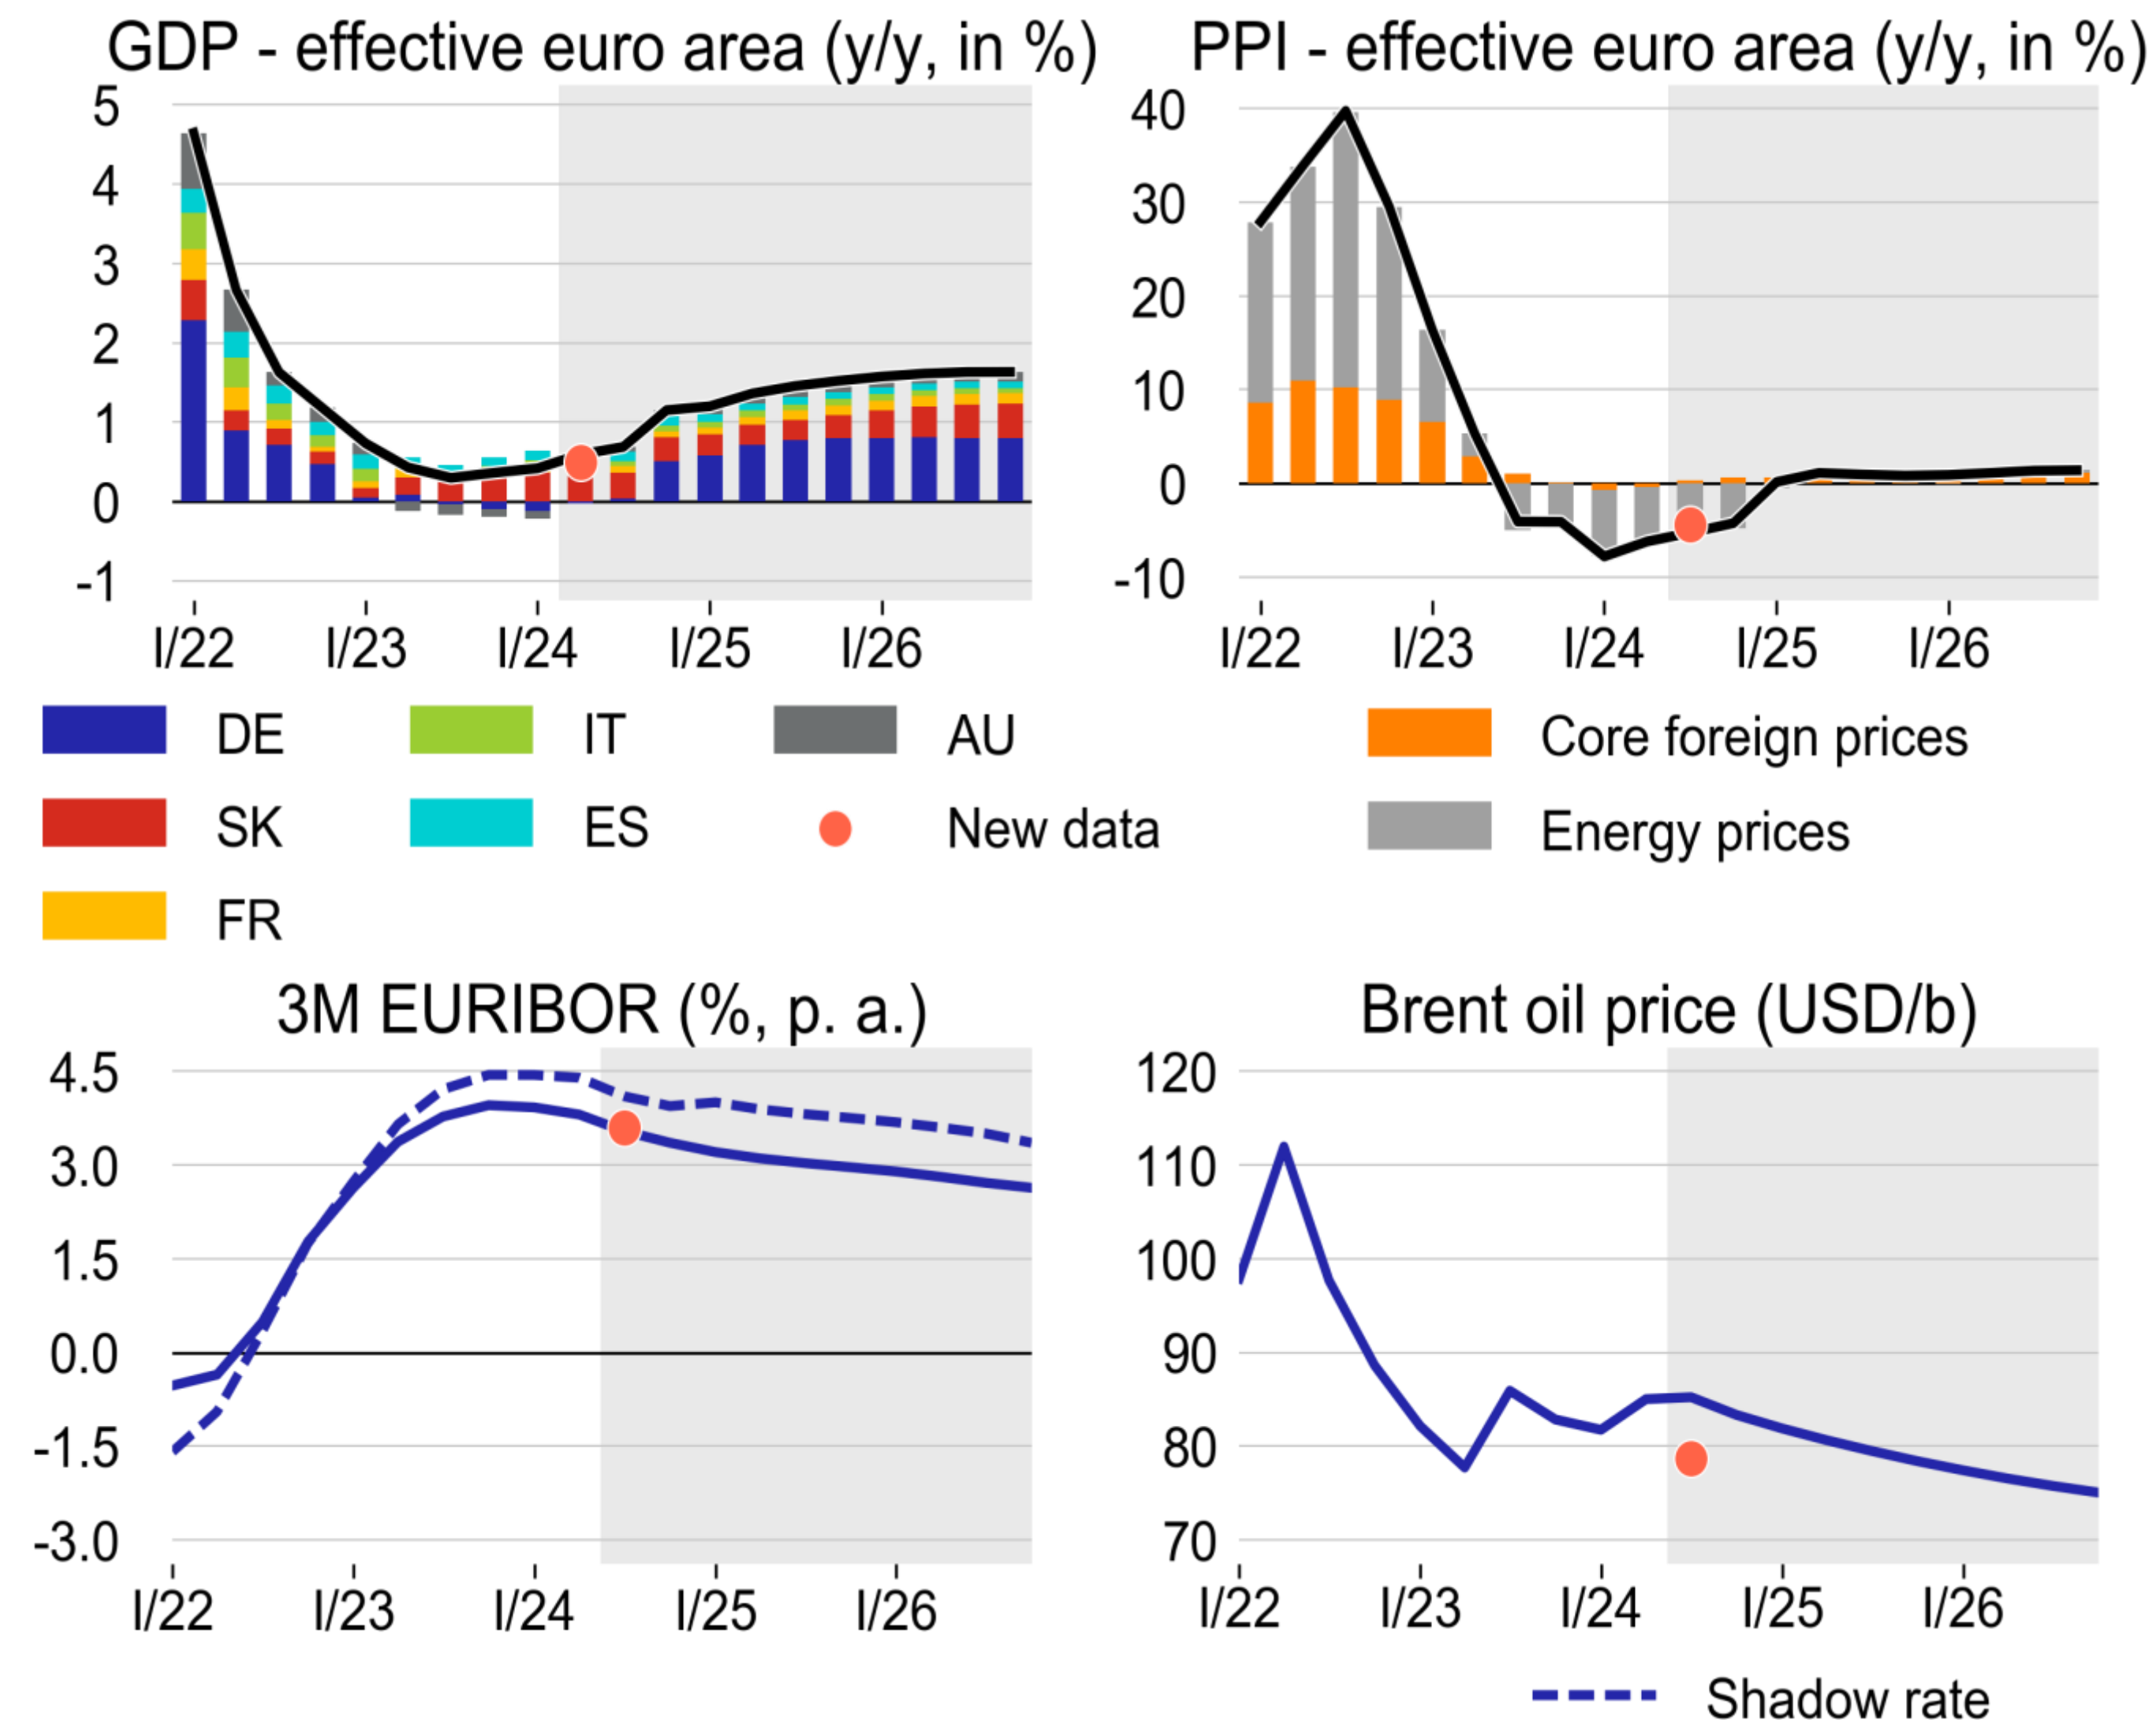 GDP - effective euro area (y/y, in %)
5
4
3
2
1
0
-1
I/22 I/23 I/24 I/25 I/26
DE IT AU
SK ES New data
FR
PPI - effective euro area (y/y, in %)
40
30
20
10
0
-10
I/22 I/23 I/24 I/25 I/26
Core foreign prices
Energy prices
3M EURIBOR (%, p. a.)
4.5
3.0
1.5
0.0
-1.5
-3.0
I/22 I/23 I/24 I/25 I/26
Brent oil price (USD/b)
120
110
100
90
80
70
I/22 I/23 I/24 I/25 I/26
Shadow rate